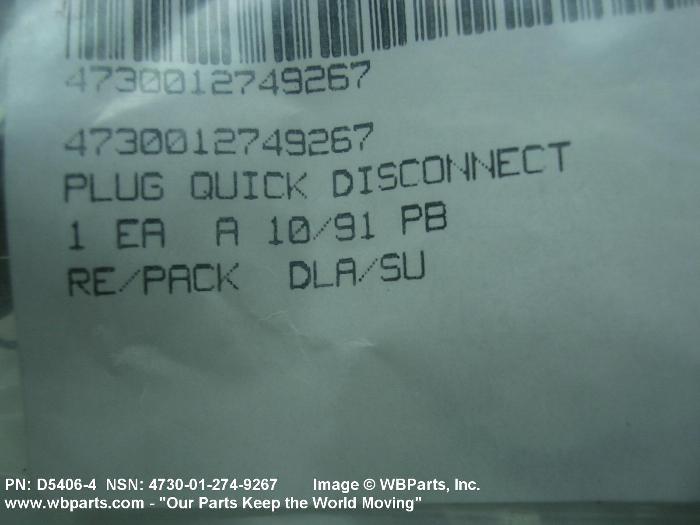 4730012749267
4730012749267
PLUG QUICK DISCONNECT
1 EA A 10/91 PB
RE/PACK DLA/SU
PN: D5406-4 NSN: 4730-01-274-9267 Image © WBParts, Inc.
www.wbparts.com - "Our Parts Keep the World Moving"